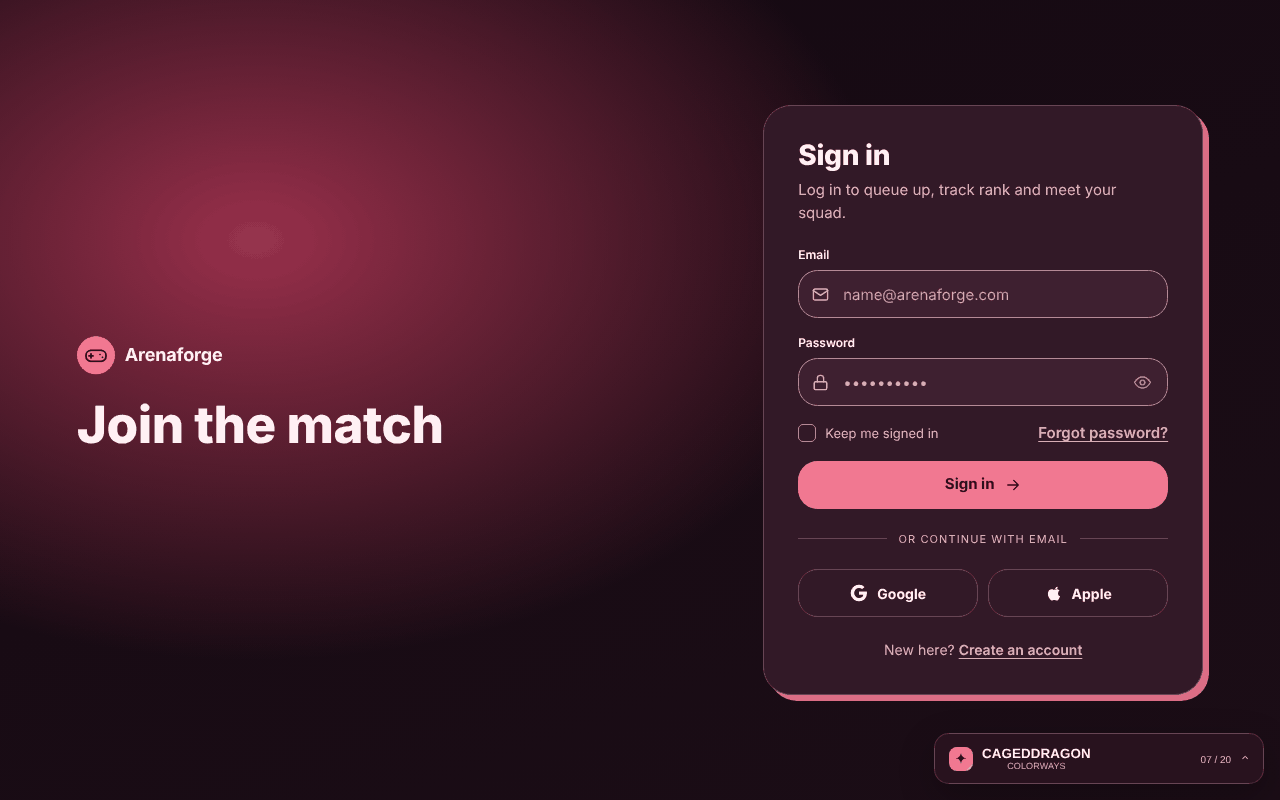 Arenaforge
Join the match
Sign in
Log in to queue up, track rank and meet your
squad.
Email
name@arenaforge.com
Password
••••••••••
Keep me signed in
Forgot password?
Sign in →
OR CONTINUE WITH EMAIL
Google
Apple
New here? Create an account
CAGEDDRAGON
COLORWAYS
07 / 20